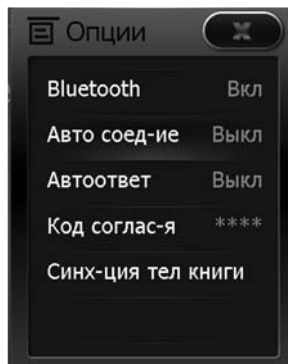 Опции
Bluetooth Вкл
Авто соед-ие Выкл
Автоответ Выкл
Код соглас-я ****
Синх-ция тел книги